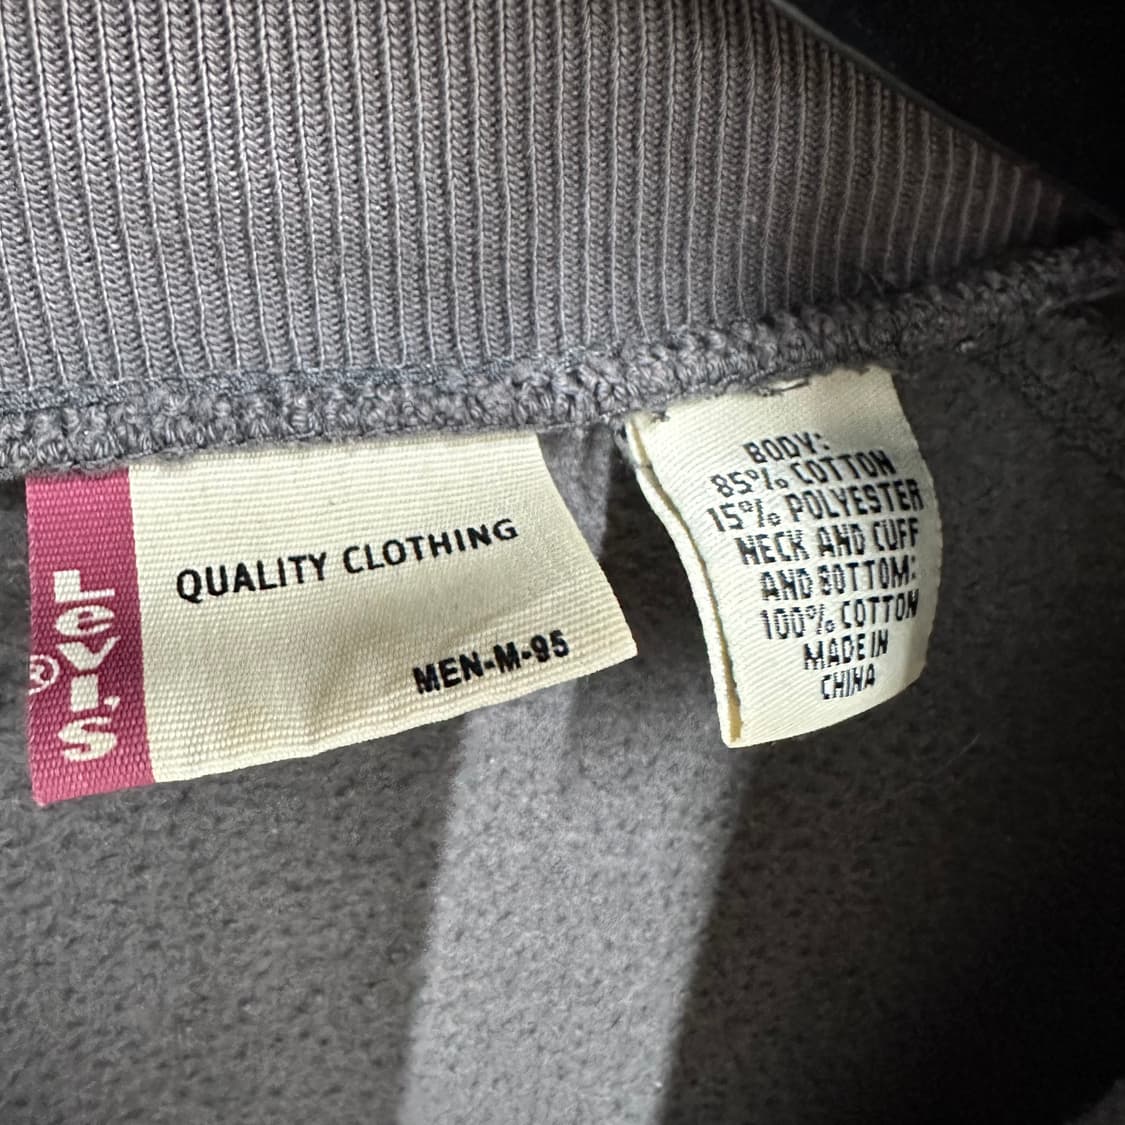 Levi's®
QUALITY CLOTHING
MEN-M-95
BODY:
85% COTTON
15% POLYESTER
NECK AND CUFF
AND BOTTOM:
100% COTTON
MADE IN
CHINA